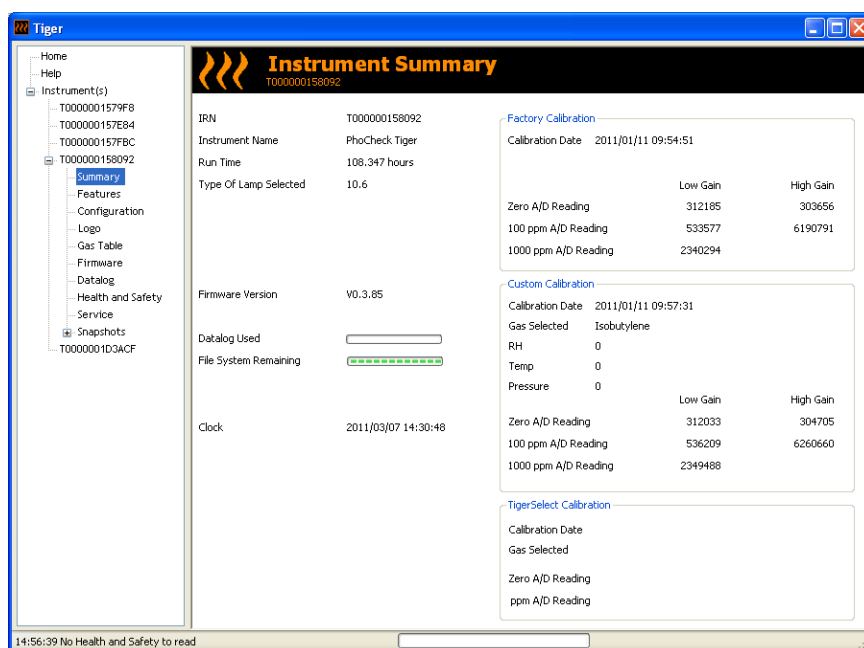 Tiger
Home
Help
Instrument(s)
T0000001579F8
T000000157E84
T000000157FBC
T000000158092
Summary
Features
Configuration
Logo
Gas Table
Firmware
Datalog
Health and Safety
Service
Snapshots
T0000001D3ACF
Instrument Summary
T000000158092
IRN T000000158092
Instrument Name PhoCheck Tiger
Run Time 108.347 hours
Type Of Lamp Selected 10.6
Firmware Version V0.3.85
Datalog Used
File System Remaining
Clock 2011/03/07 14:30:48
Factory Calibration
Calibration Date 2011/01/11 09:54:51
Low Gain High Gain
Zero A/D Reading 312185 303656
100 ppm A/D Reading 533577 6190791
1000 ppm A/D Reading 2340294
Custom Calibration
Calibration Date 2011/01/11 09:57:31
Gas Selected Isobutylene
RH 0
Temp 0
Pressure 0
Low Gain High Gain
Zero A/D Reading 312033 304705
100 ppm A/D Reading 536209 6260660
1000 ppm A/D Reading 2349488
TigerSelect Calibration
Calibration Date
Gas Selected
Zero A/D Reading
ppm A/D Reading
14:56:39 No Health and Safety to read